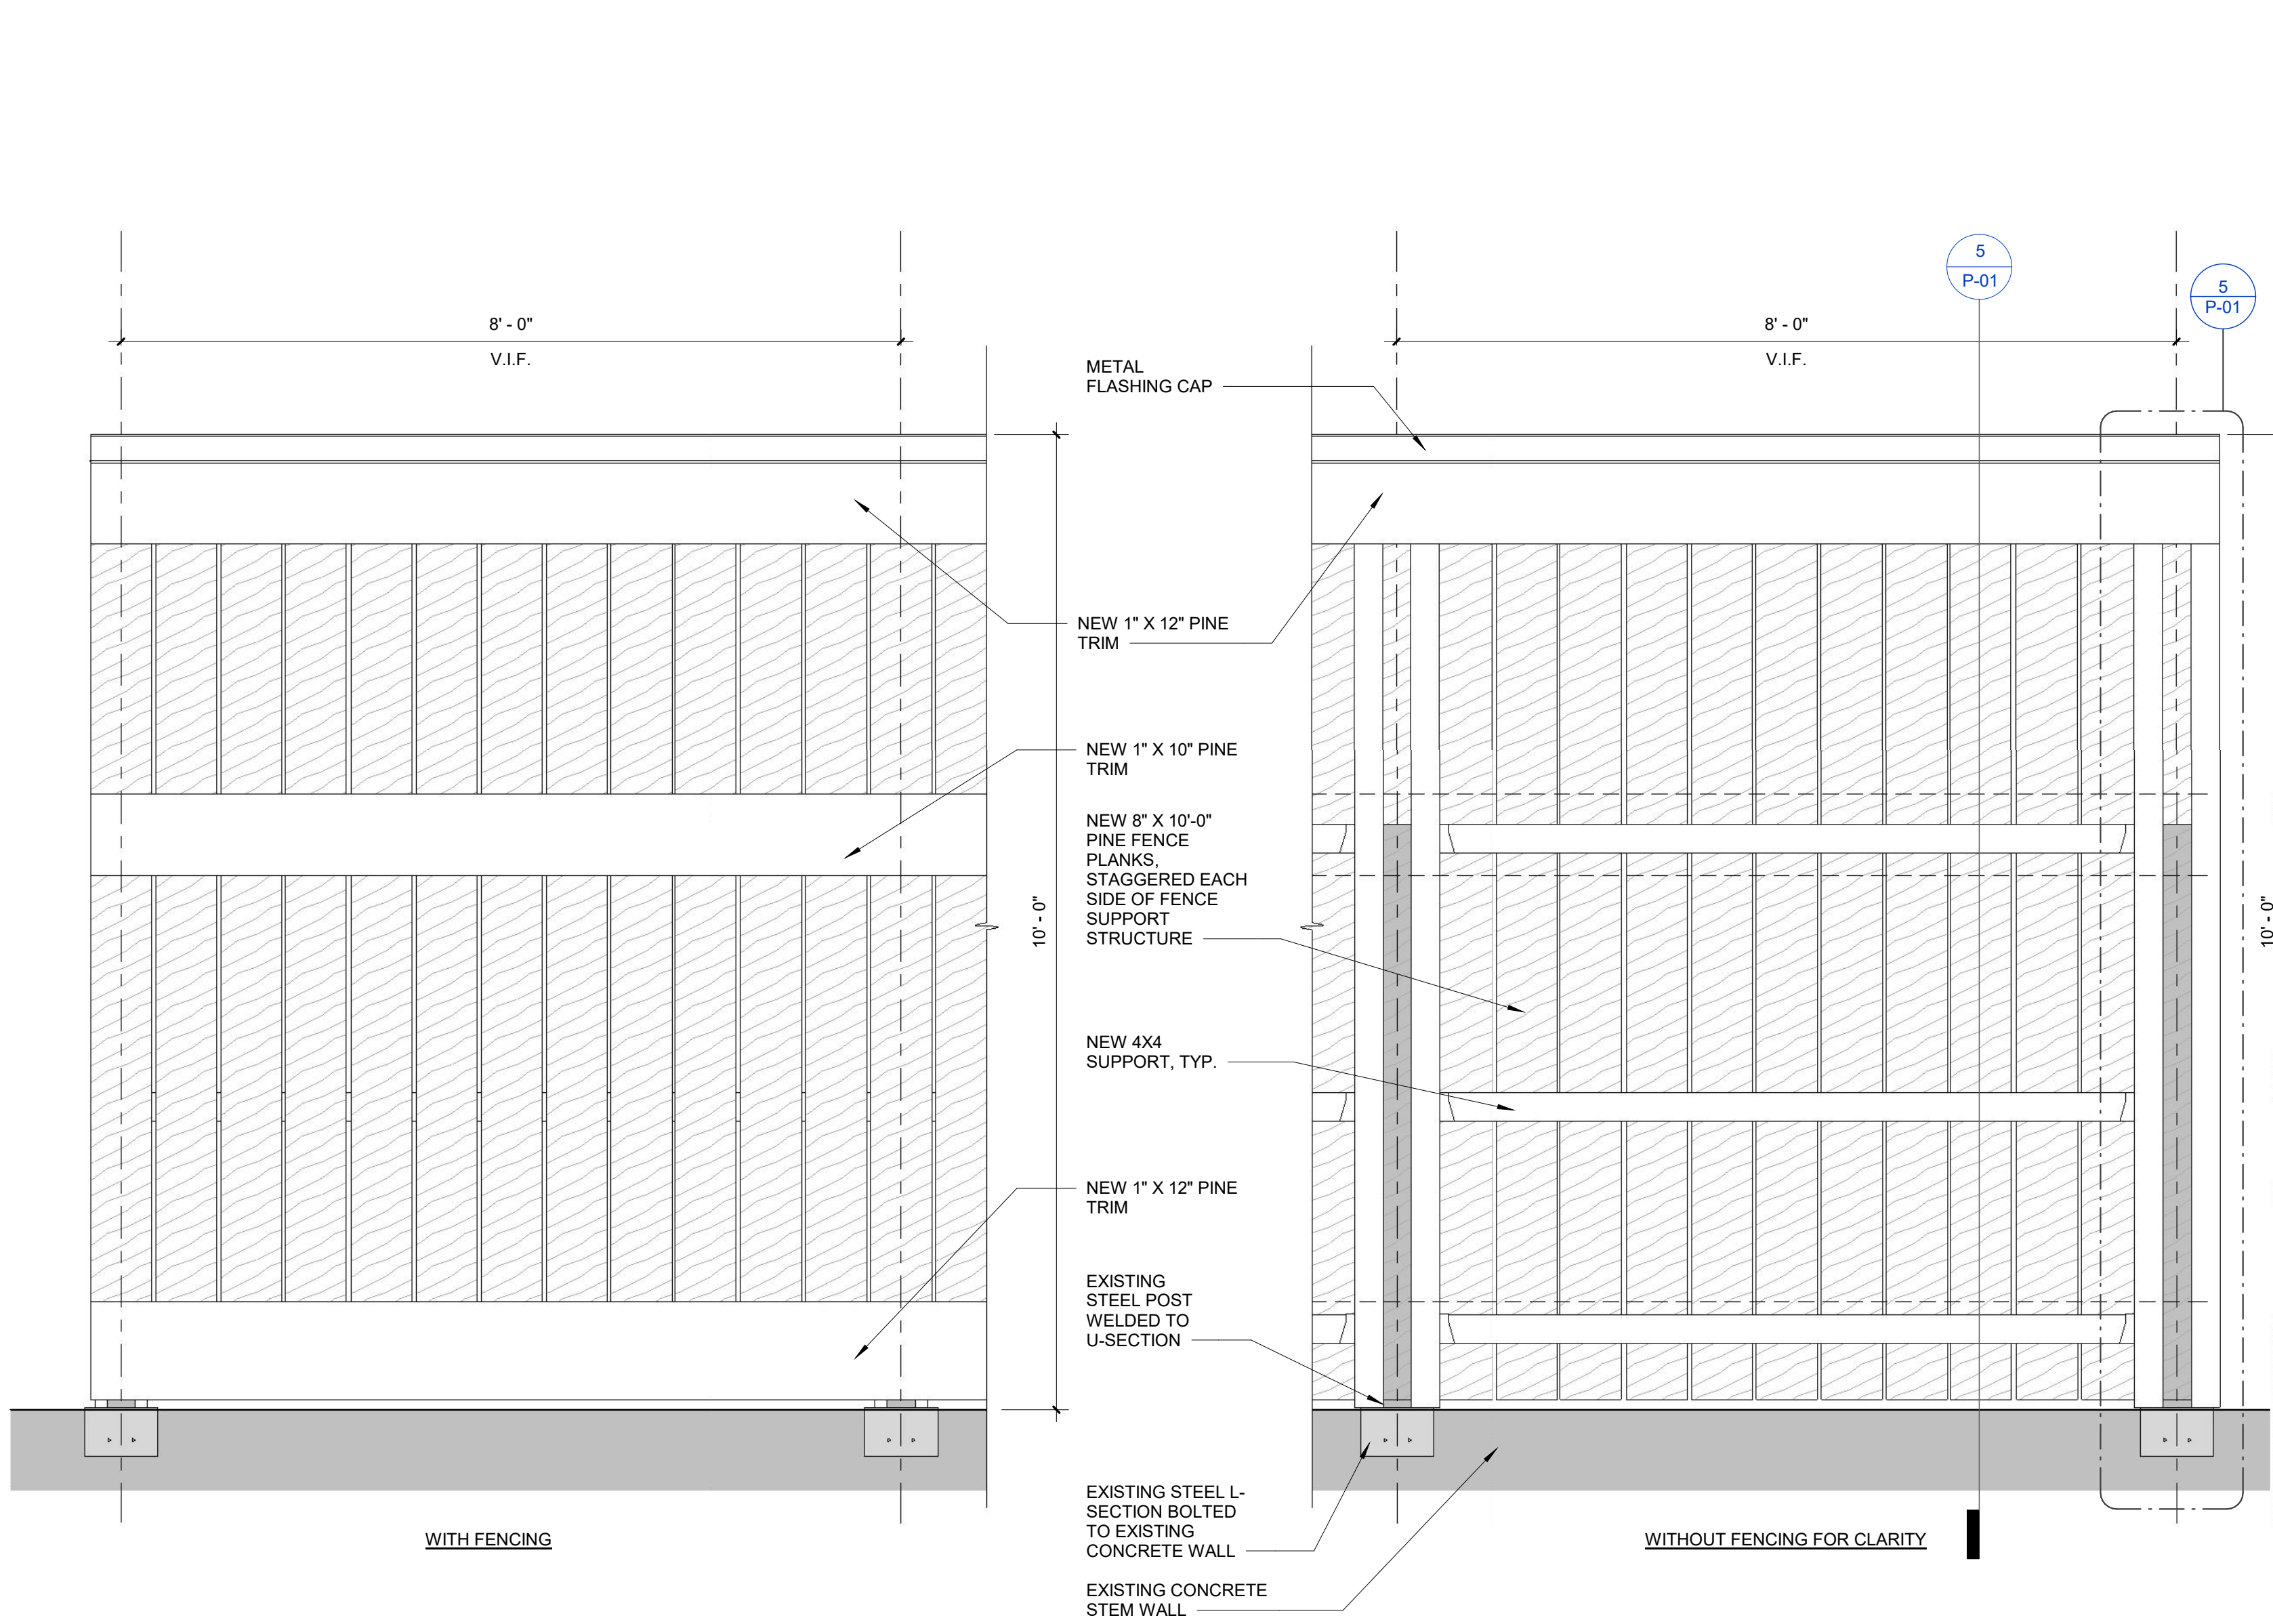 5
P-01
5
P-01
8' - 0"
V.I.F.
8' - 0"
V.I.F.
METAL
FLASHING CAP
NEW 1" X 12" PINE
TRIM
NEW 1" X 10" PINE
TRIM
NEW 8" X 10'-0"
PINE FENCE
PLANKS,
STAGGERED EACH
SIDE OF FENCE
SUPPORT
STRUCTURE
10' - 0"
10' - 0"
NEW 4X4
SUPPORT, TYP.
NEW 1" X 12" PINE
TRIM
EXISTING
STEEL POST
WELDED TO
U-SECTION
EXISTING STEEL L-
SECTION BOLTED
TO EXISTING
CONCRETE WALL
WITH FENCING
WITHOUT FENCING FOR CLARITY
EXISTING CONCRETE
STEM WALL